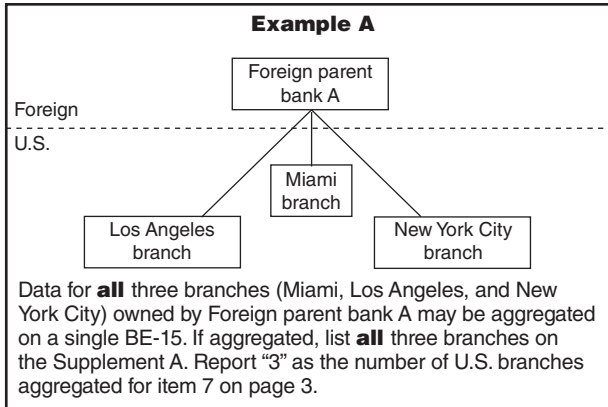 Example A
Foreign parent
bank A
Foreign
U.S.
Miami
branch
Los Angeles
branch
New York City
branch
Data for all three branches (Miami, Los Angeles, and New
York City) owned by Foreign parent bank A may be aggregated
on a single BE-15. If aggregated, list all three branches on
the Supplement A. Report “3” as the number of U.S. branches
aggregated for item 7 on page 3.